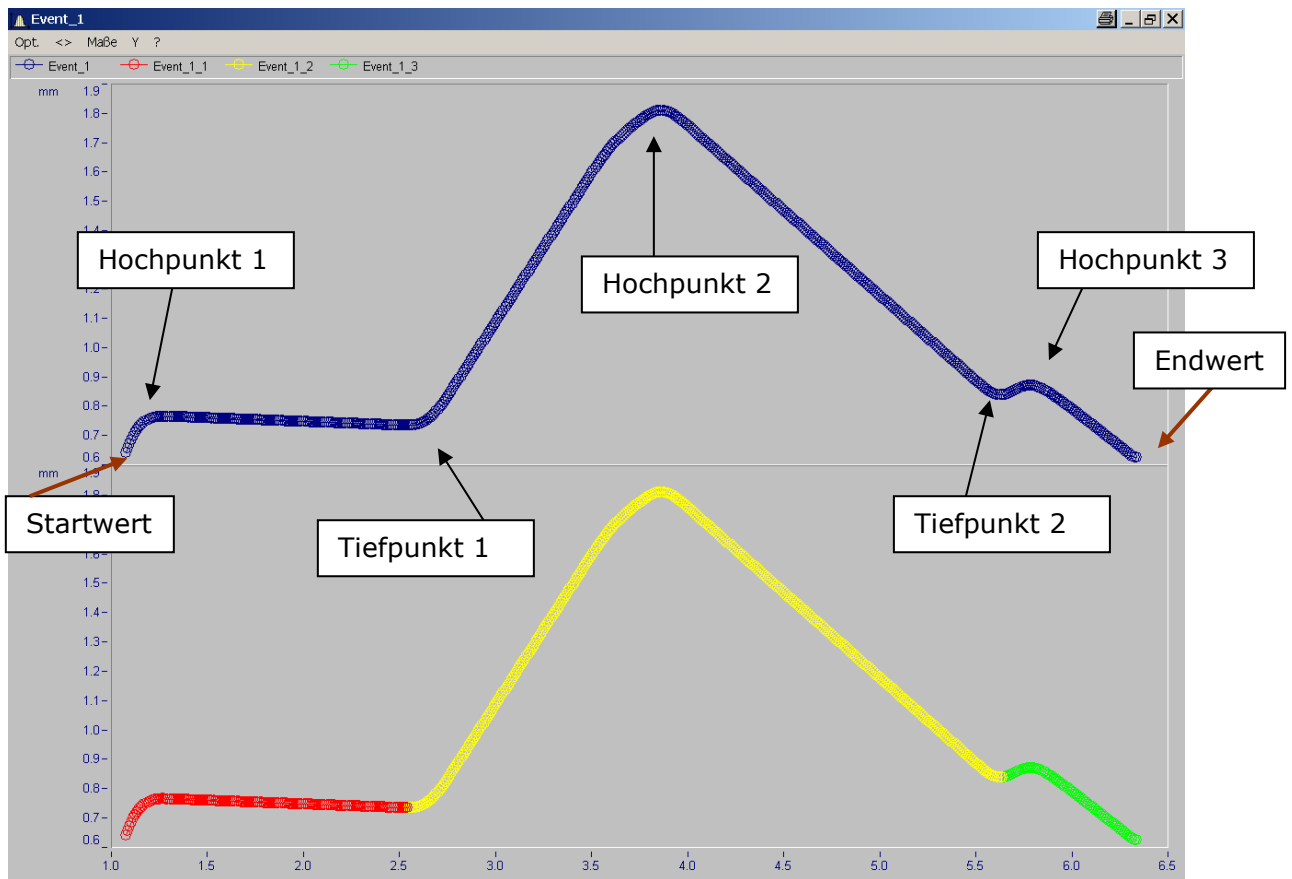 Event_1
Opt. <> Maße Y ?
Event_1 Event_1_1 Event_1_2 Event_1_3
mm
1.9
1.8
1.7
1.6
1.5
Hochpunkt 1
Hochpunkt 2
Hochpunkt 3
1.1
1.0
0.9
0.8
0.7
0.6
Endwert
mm
Startwert
Tiefpunkt 1
Tiefpunkt 2
1.5
1.4
1.3
1.2
1.1
1.0
0.9
0.8
0.7
0.6
1.0 1.5 2.0 2.5 3.0 3.5 4.0 4.5 5.0 5.5 6.0 6.5